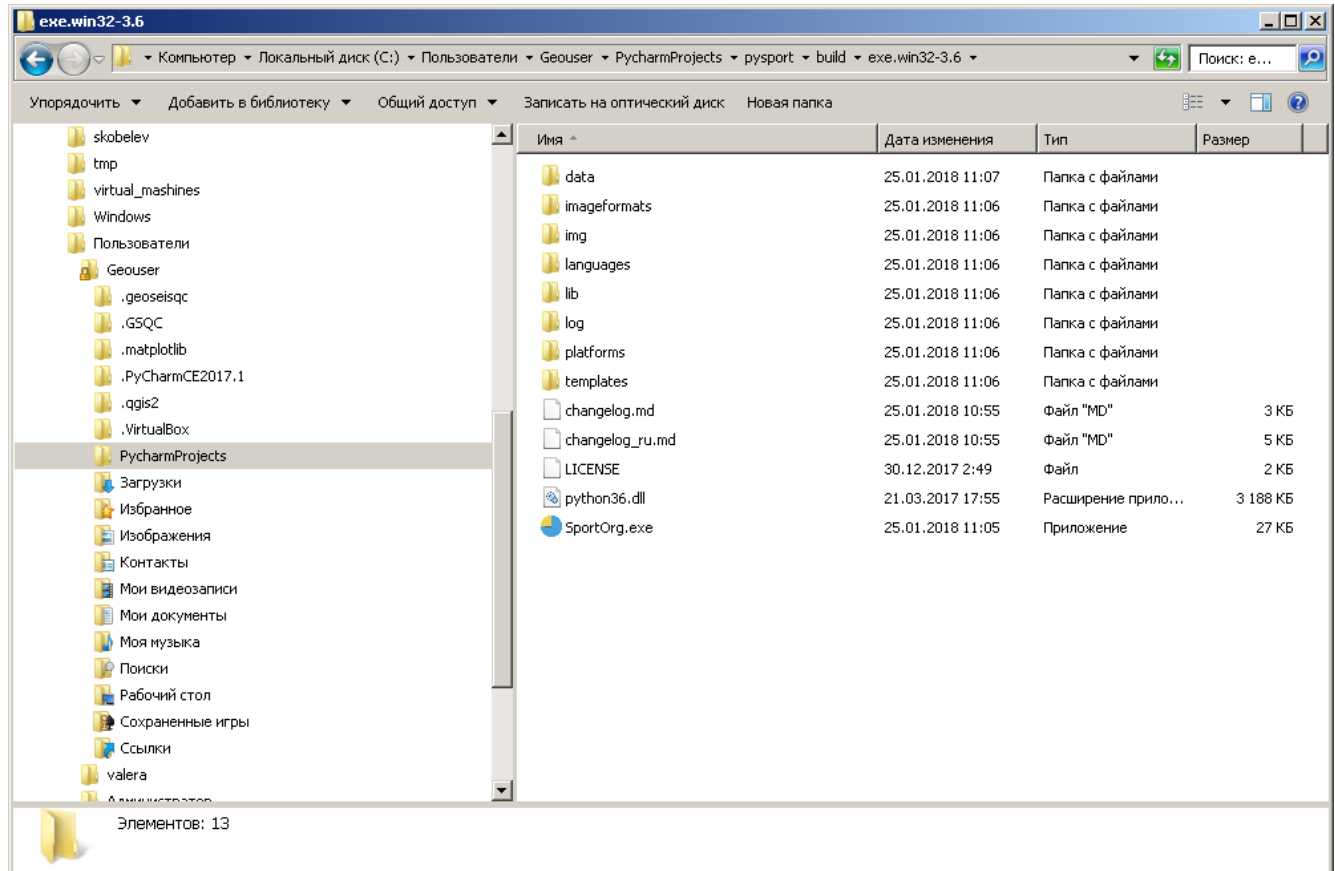 exe.win32-3.6
Компьютер Локальный диск (C:) Пользователи Geouser PycharmProjects pysport build exe.win32-3.6 Поиск: e...
Упорядочить Добавить в библиотеку Общий доступ Записать на оптический диск Новая папка
skobelev
tmp
virtual_mashines
Windows
Пользователи
Geouser
.geoseisqc
.GSQC
.matplotlib
.PyCharmCE2017.1
.qgis2
.VirtualBox
PycharmProjects
Загрузки
Избранное
Изображения
Контакты
Мои видеозаписи
Мои документы
Моя музыка
Поиски
Рабочий стол
Сохраненные игры
Ссылки
valera
Администратор
Имя Дата изменения Тип Размер
data 25.01.2018 11:07 Папка с файлами
imageformats 25.01.2018 11:06 Папка с файлами
img 25.01.2018 11:06 Папка с файлами
languages 25.01.2018 11:06 Папка с файлами
lib 25.01.2018 11:06 Папка с файлами
log 25.01.2018 11:06 Папка с файлами
platforms 25.01.2018 11:06 Папка с файлами
templates 25.01.2018 11:06 Папка с файлами
changelog.md 25.01.2018 10:55 Файл "MD" 3 КБ
changelog_ru.md 25.01.2018 10:55 Файл "MD" 5 КБ
LICENSE 30.12.2017 2:49 Файл 2 КБ
python36.dll 21.03.2017 17:55 Расширение прило... 3 188 КБ
SportOrg.exe 25.01.2018 11:05 Приложение 27 КБ
Элементов: 13